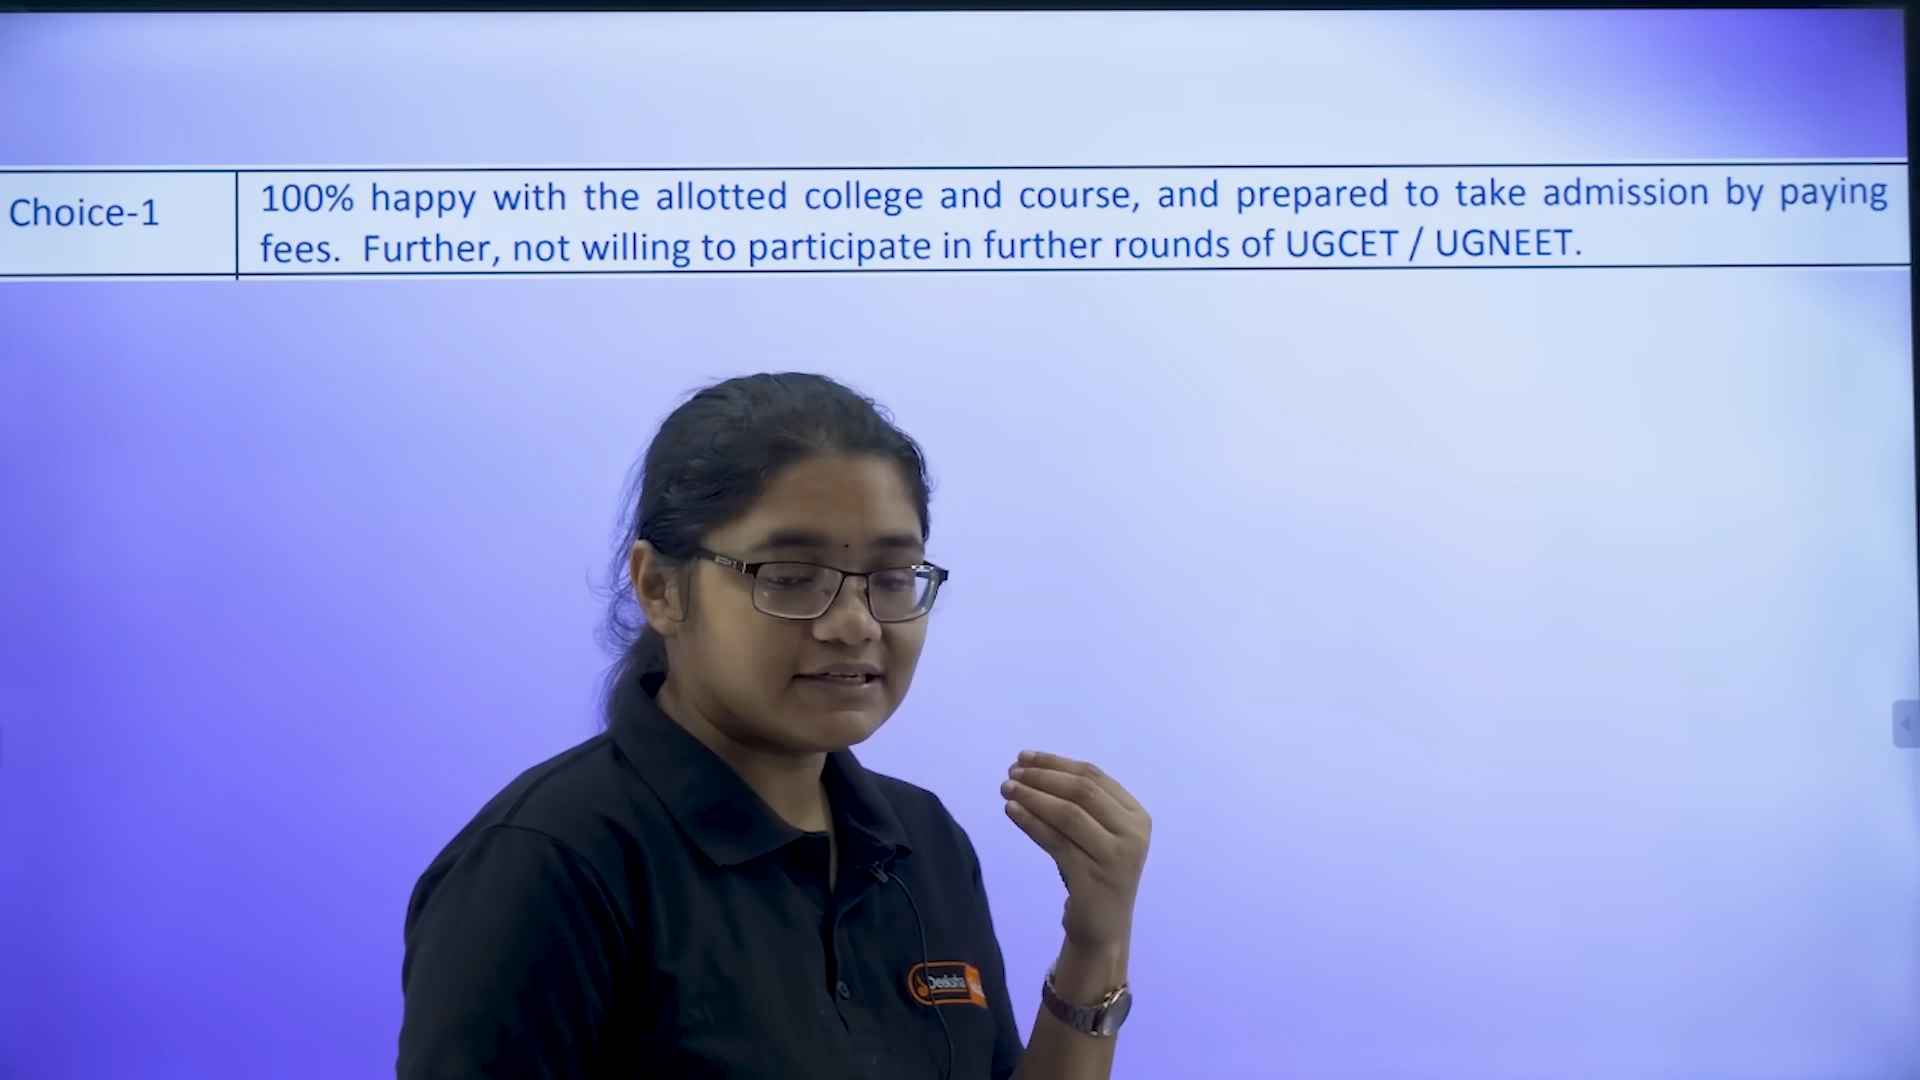 Choice-1
100% happy with the allotted college and course, and prepared to take admission by paying
fees. Further, not willing to participate in further rounds of UGCET / UGNEET.
Deeksha